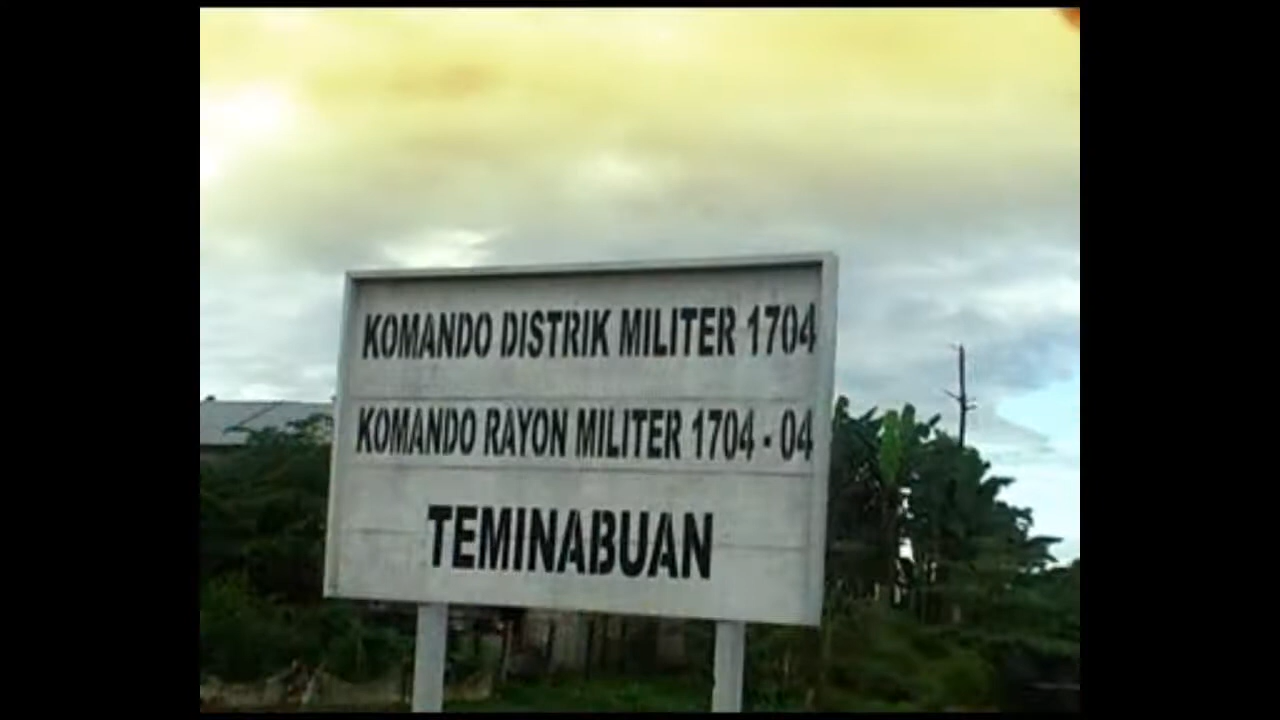 KOMANDO DISTRIK MILITER 1704
KOMANDO RAYON MILITER 1704 - 04
TEMINABUAN